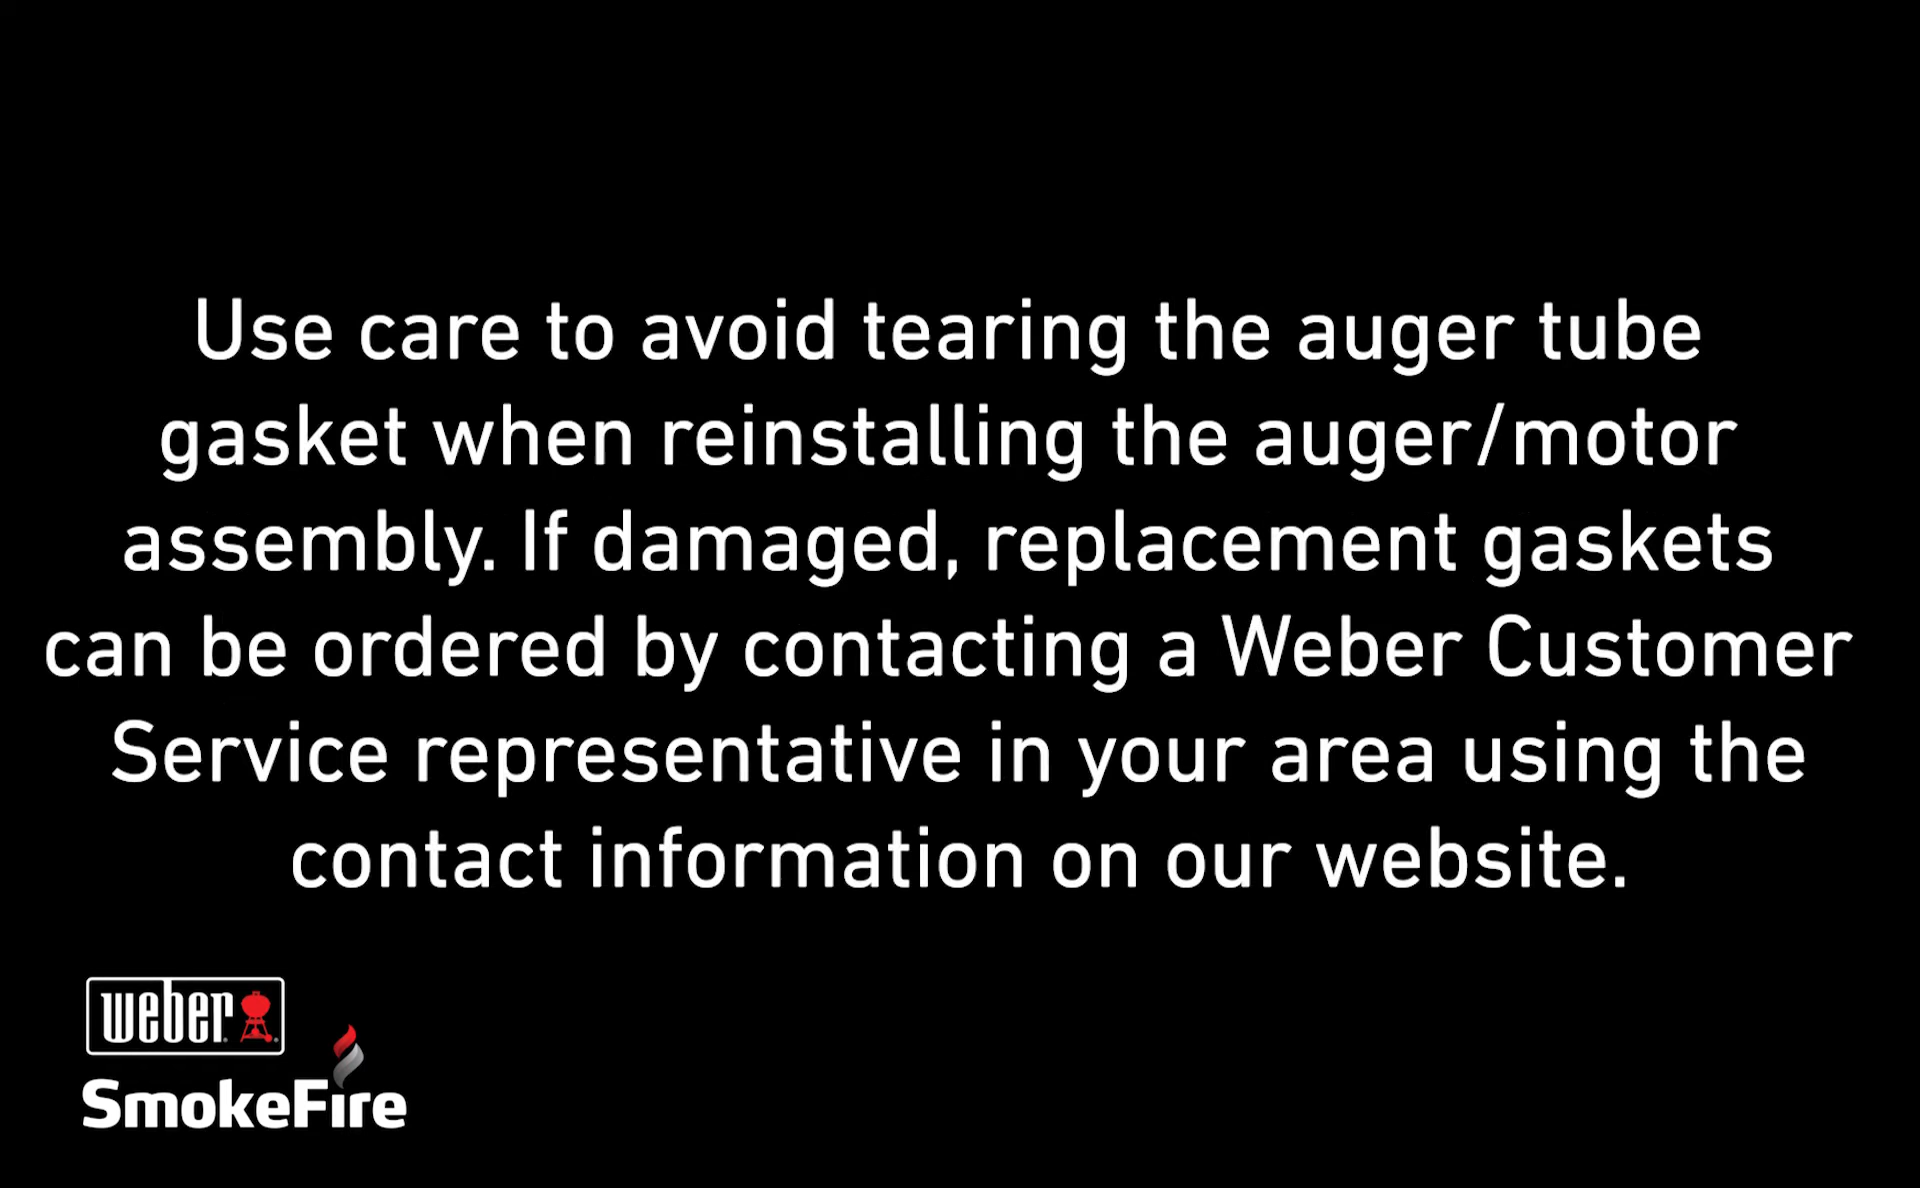 Use care to avoid tearing the auger tube
gasket when reinstalling the auger/motor
assembly. If damaged, replacement gaskets
can be ordered by contacting a Weber Customer
Service representative in your area using the
contact information on our website.
weber
SmokeFire